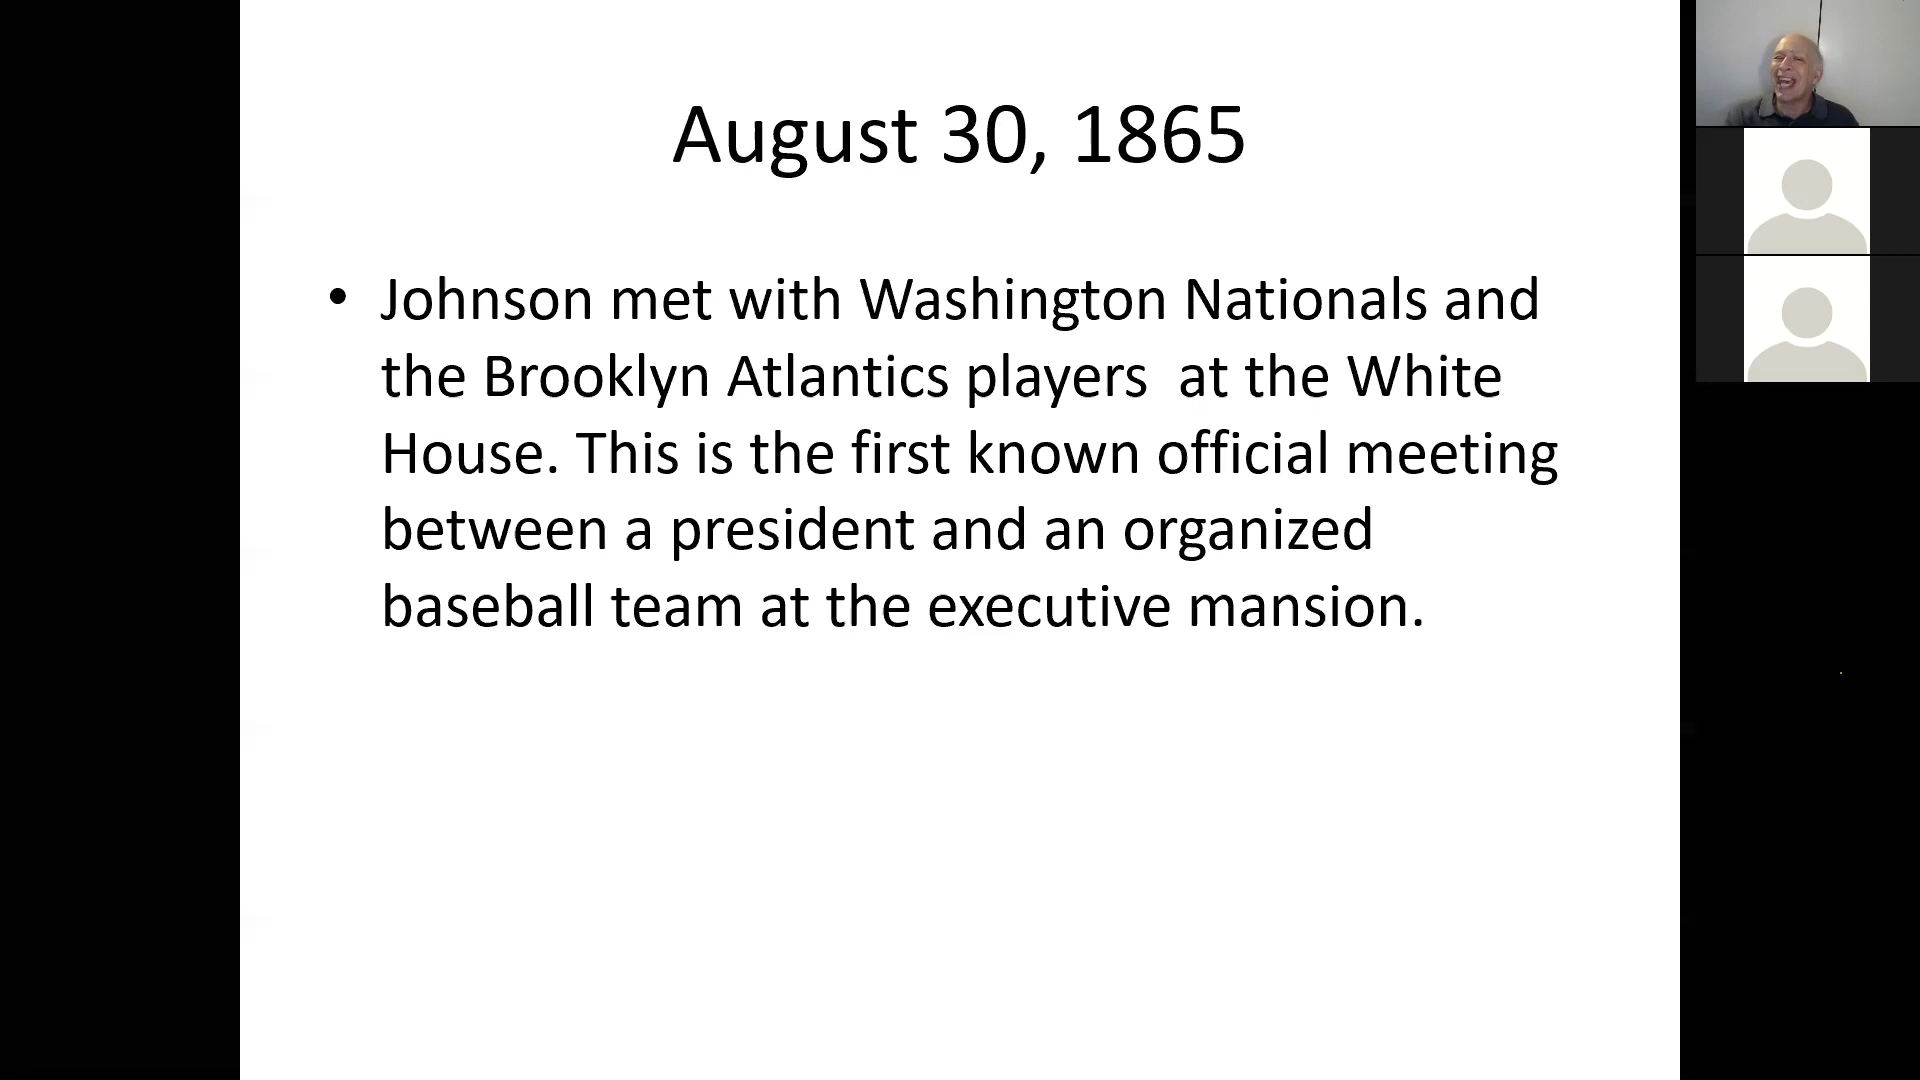 August 30, 1865
• Johnson met with Washington Nationals and
the Brooklyn Atlantics players  at the White
House. This is the first known official meeting
between a president and an organized
baseball team at the executive mansion.